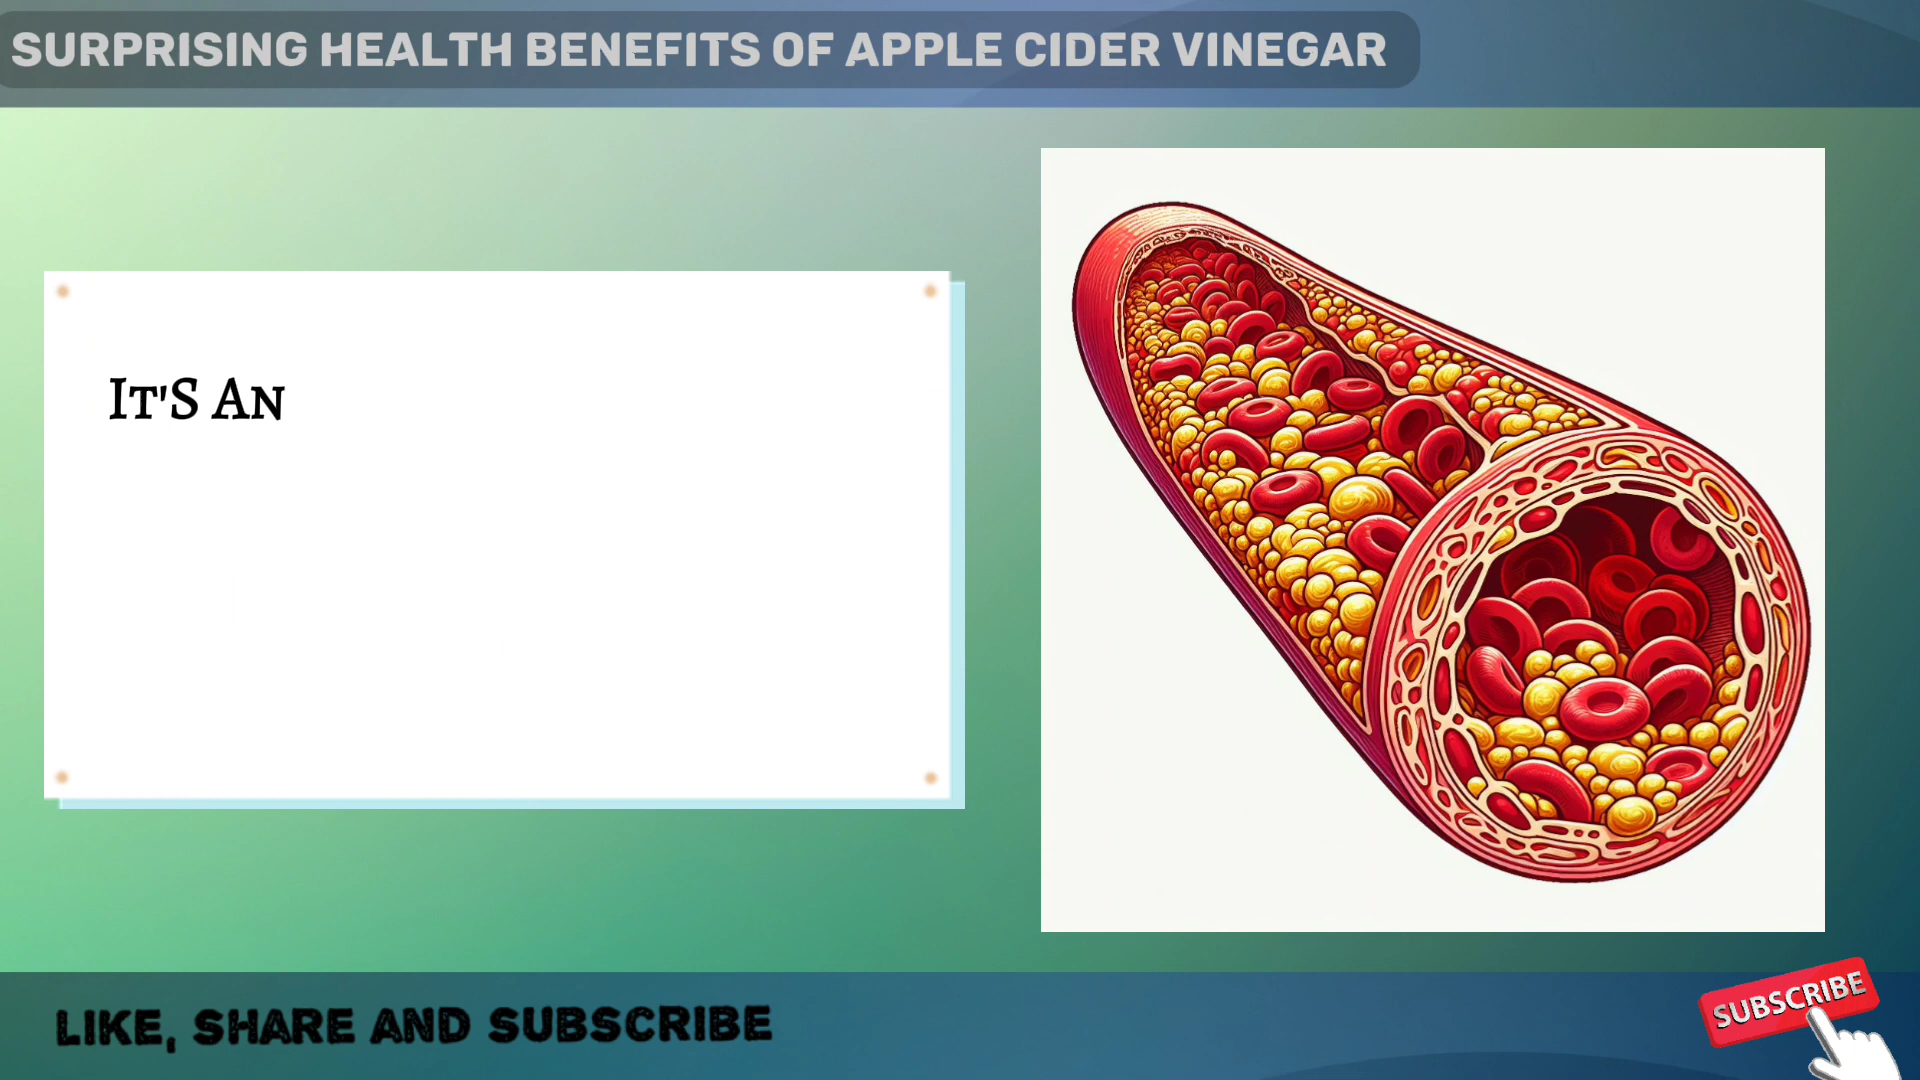 SURPRISING HEALTH BENEFITS OF APPLE CIDER VINEGAR
It'S An
LIKE, SHARE AND SUBSCRIBE
SUBSCRIBE